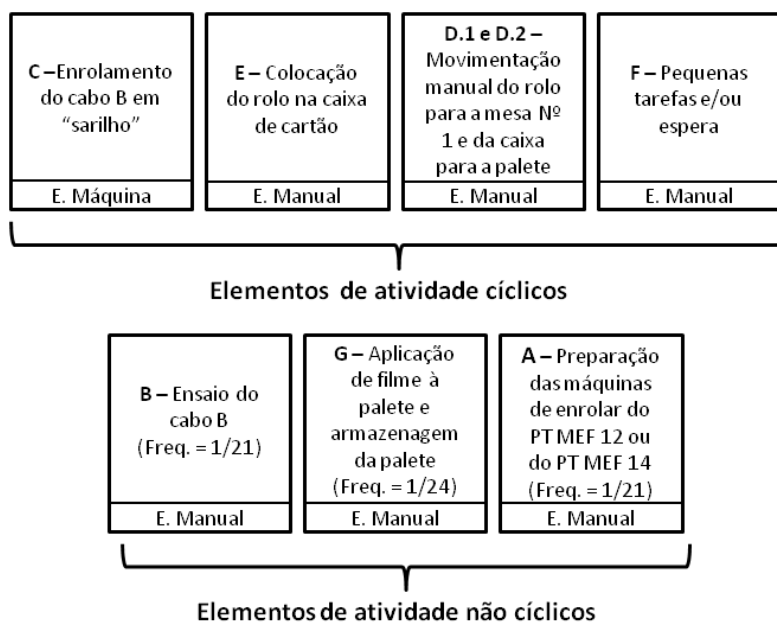 C – Enrolamento
do cabo B em
“sarilho”
E. Máquina
E – Colocação
do rolo na caixa
de cartão
E. Manual
D.1 e D.2 –
Movimentação
manual do rolo
para a mesa Nº
1 e da caixa
para a palete
E. Manual
F – Pequenas
tarefas e/ou
espera
E. Manual
Elementos de atividade cíclicos
B – Ensaio do
cabo B
(Freq. = 1/21)
E. Manual
G – Aplicação
de filme à
palete e
armazenagem
da palete
(Freq. = 1/24)
E. Manual
A – Preparação
das máquinas
de enrolar do
PT MEF 12 ou
do PT MEF 14
(Freq. = 1/21)
E. Manual
Elementos de atividade não cíclicos